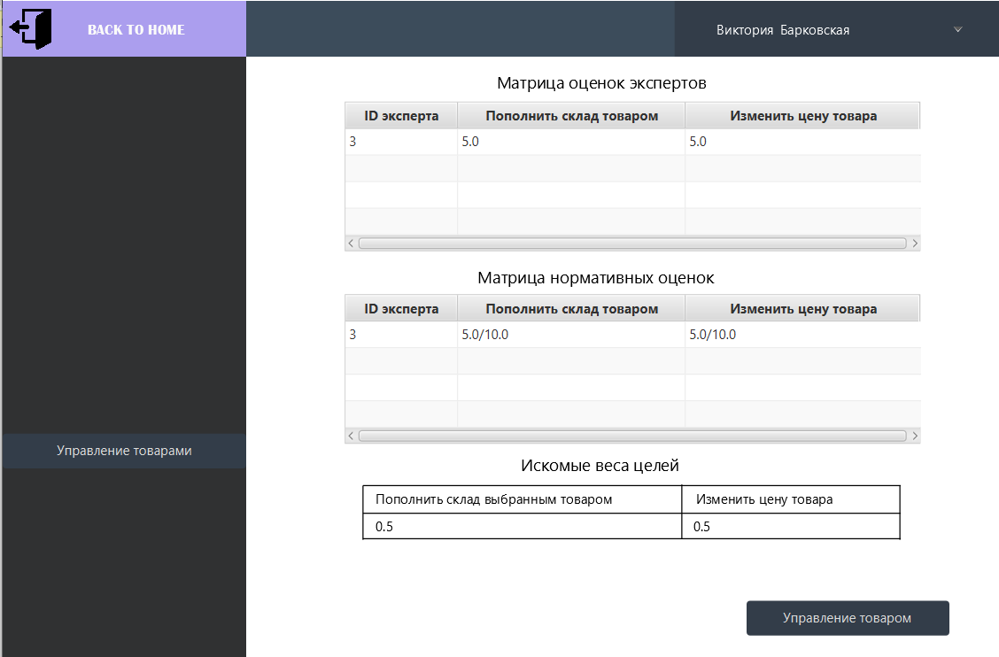 BACK TO HOME
Виктория Барковская
Матрица оценок экспертов
ID эксперта Пополнить склад товаром Изменить цену товара
3 5.0 5.0
Матрица нормативных оценок
ID эксперта Пополнить склад товаром Изменить цену товара
3 5.0/10.0 5.0/10.0
Управление товарами
Искомые веса целей
Пополнить склад выбранным товаром Изменить цену товара
0.5 0.5
Управление товаром